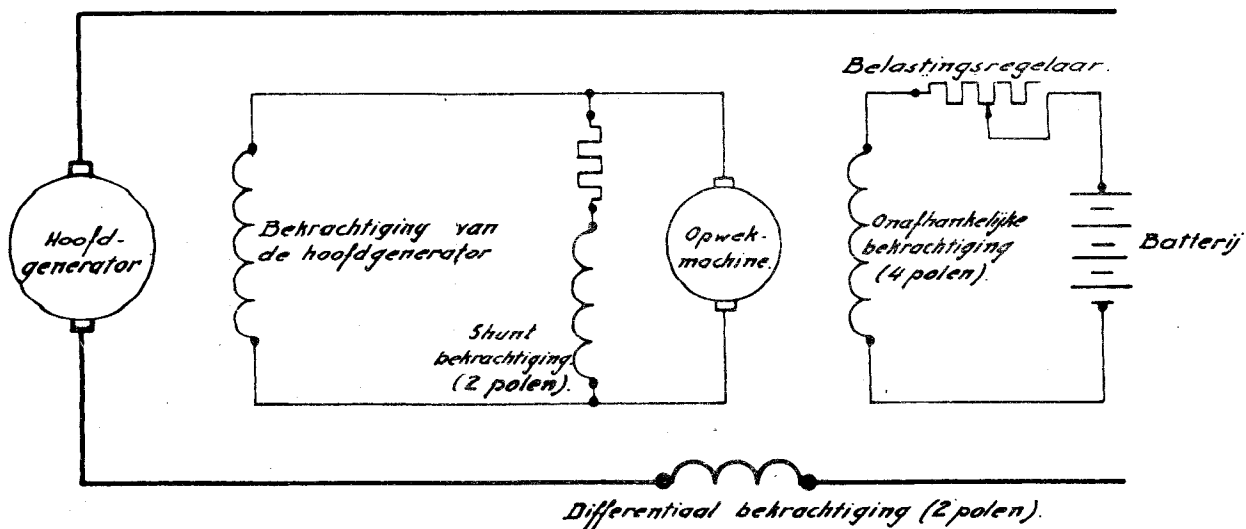 Belastingsregelaar.
Hoofd-
generator
Bekrachtiging van
de hoofdgenerator
Opwek-
machine.
Onafhankelijke
bekrachtiging
(4 polen).
Batterij
Shunt
bekrachtiging.
(2 polen).
Differentiaal bekrachtiging (2 polen).